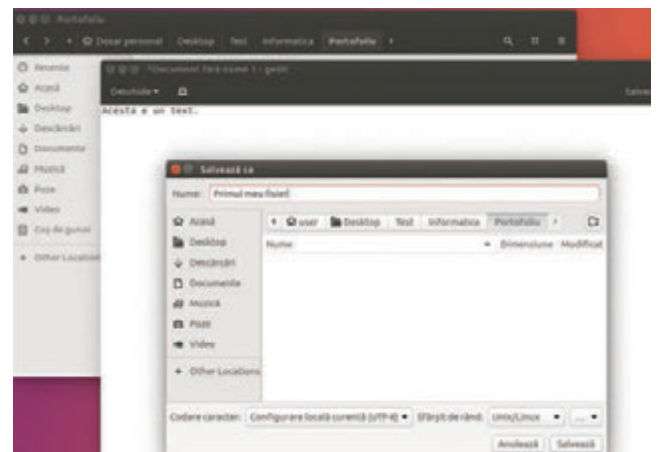 Portofoliu
Dosar personal Desktop Test Informatica Portofoliu
Recente
Acasă
Desktop
Descărcări
Documente
Muzică
Poze
Video
Coș de gunoi
+ Other Locations
*Document fără nume 1 - gedit
Deschide
Salvează
Acesta e un text.
Salvează ca
Nume: Primul meu fisier
Acasă
Desktop
Descărcări
Documente
Muzică
Poze
Video
+ Other Locations
user Desktop Test Informatica Portofoliu
Nume Dimensiune Modificat
Codare caracter: Configurare locală curentă (UTF-8) Sfârșit de rând: Unix/Linux ...
Anulează Salvează